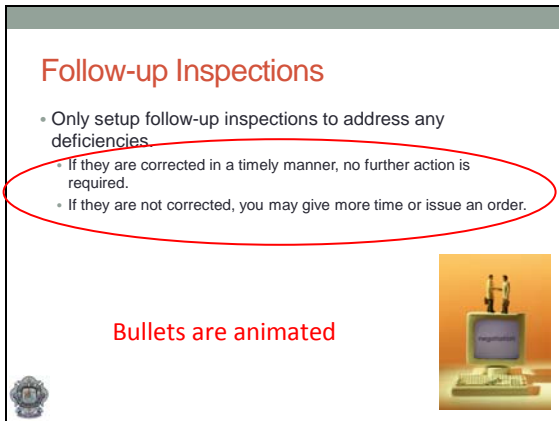 Follow-up Inspections
• Only setup follow-up inspections to address any
deficiencies.
• If they are corrected in a timely manner, no further action is
required.
• If they are not corrected, you may give more time or issue an order.
negotiation
Bullets are animated